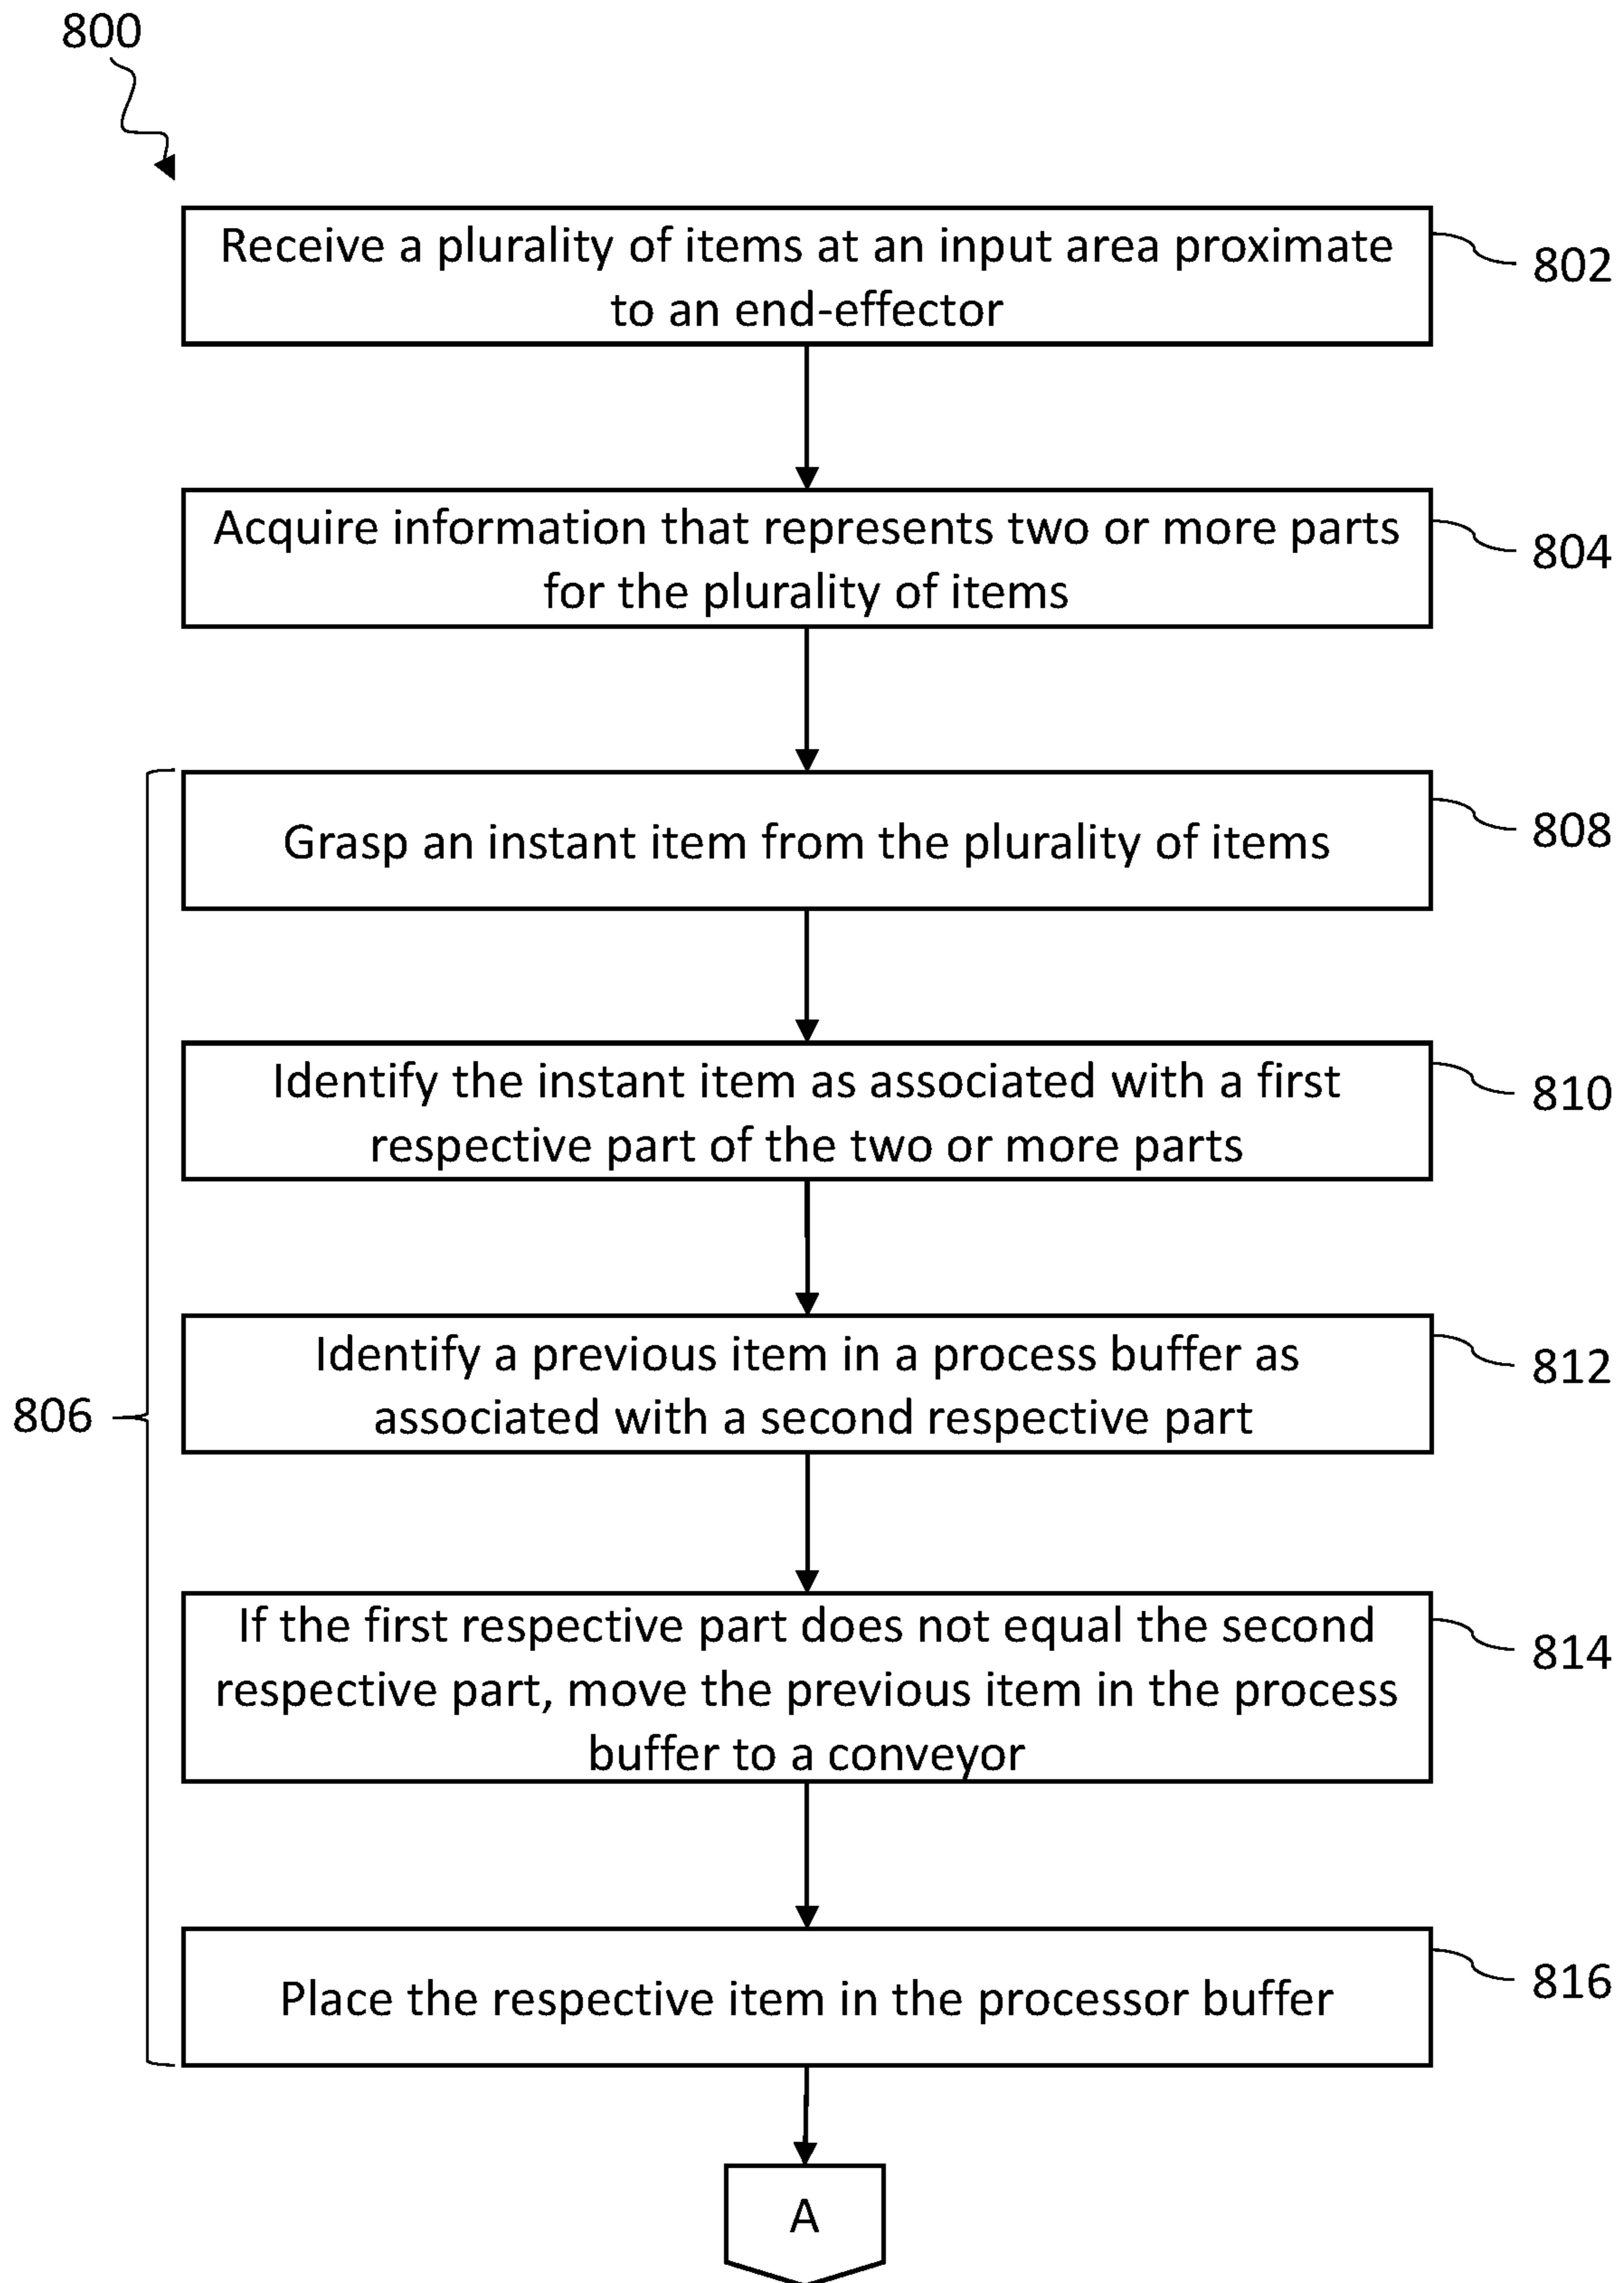 800
Receive a plurality of items at an input area proximate
to an end-effector
802
Acquire information that represents two or more parts
for the plurality of items
804
Grasp an instant item from the plurality of items
808
Identify the instant item as associated with a first
respective part of the two or more parts
810
Identify a previous item in a process buffer as
associated with a second respective part
812
806
If the first respective part does not equal the second
respective part, move the previous item in the process
buffer to a conveyor
814
Place the respective item in the processor buffer
816
A